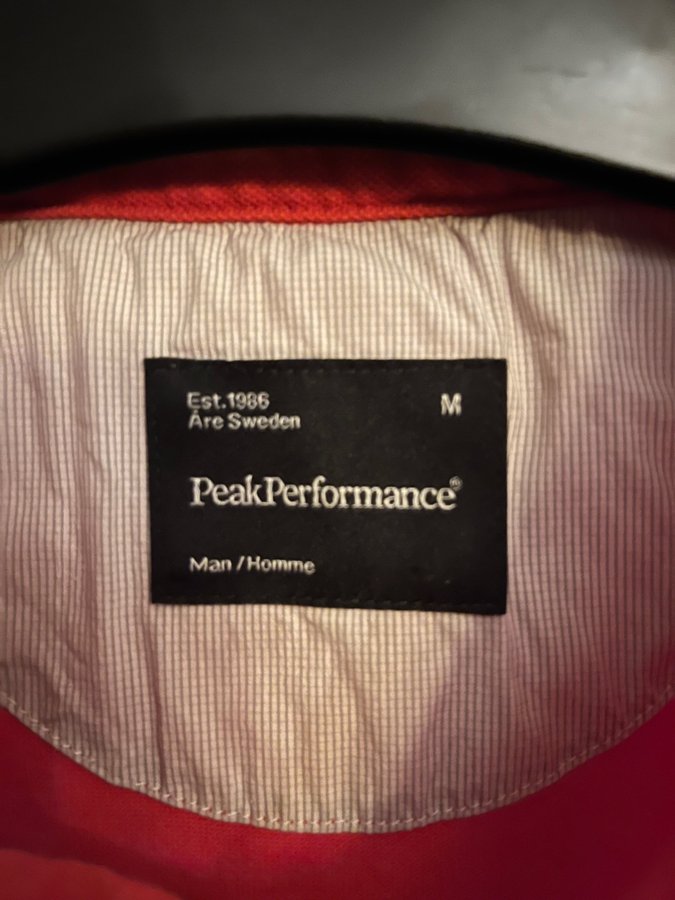 Est.1986 M
Åre Sweden
PeakPerformance®
Man / Homme